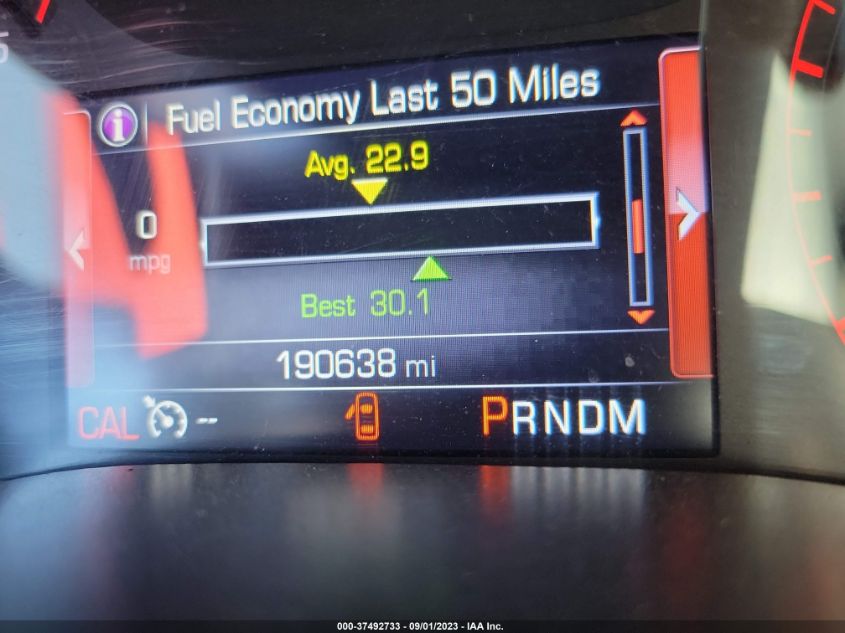 Fuel Economy Last 50 Miles
Avg. 22.9
0
mpg
Best 30.1
190638 mi
CAL -- PRNDM
000-37492733 - 09/01/2023 - IAA Inc.